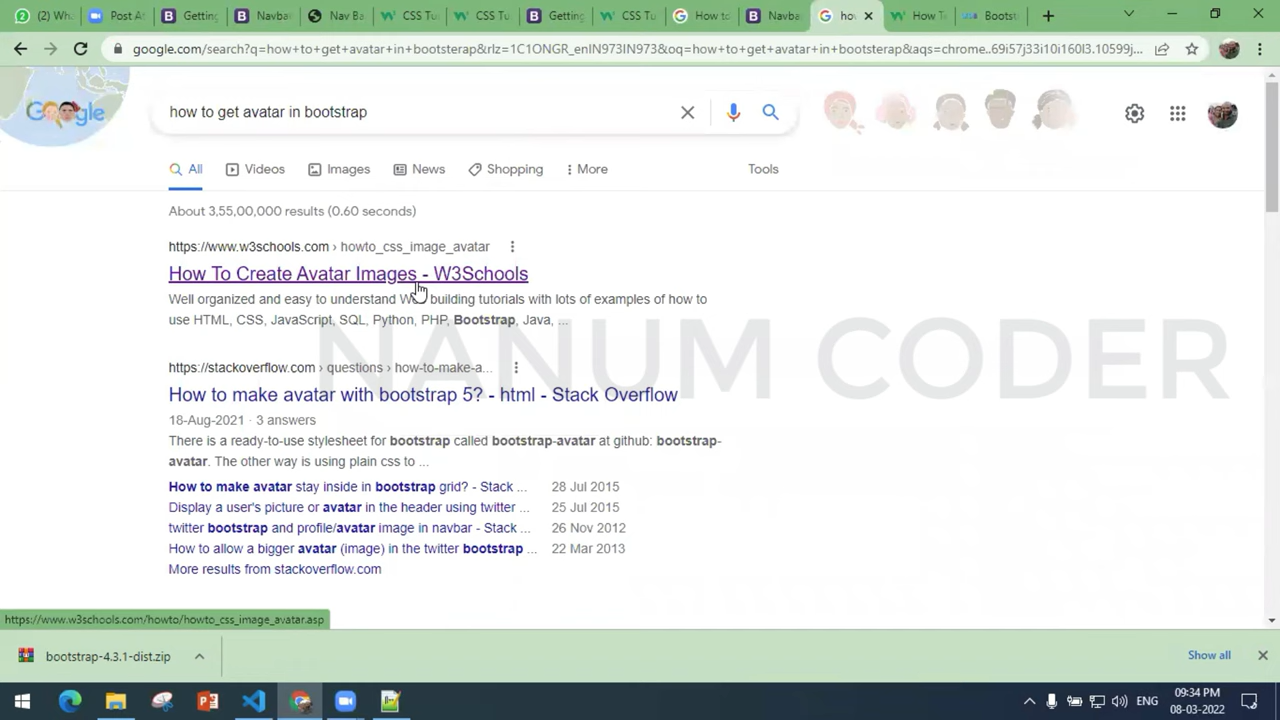 (2) Wha
Post At
Getting
Navbar
Nav Ba
CSS Tu
CSS Tu
Getting
CSS Tu
How to
Navba
how
How T
Bootst
google.com/search?q=how+to+get+avatar+in+bootsterap&rlz=1C1ONGR_enIN973IN973&oq=how+to+get+avatar+in+bootsterap&aqs=chrome..69i57j33i10i160l3.10599j...
Google
how to get avatar in bootstrap
All
Videos
Images
News
Shopping
More
Tools
About 3,55,00,000 results (0.60 seconds)
https://www.w3schools.com › howto_css_image_avatar
How To Create Avatar Images - W3Schools
Well organized and easy to understand We building tutorials with lots of examples of how to
use HTML, CSS, JavaScript, SQL, Python, PHP, Bootstrap, Java, ...
NANUM CODER
https://stackoverflow.com › questions › how-to-make-a...
How to make avatar with bootstrap 5? - html - Stack Overflow
18-Aug-2021 · 3 answers
There is a ready-to-use stylesheet for bootstrap called bootstrap-avatar at github: bootstrap-
avatar. The other way is using plain css to ...
How to make avatar stay inside in bootstrap grid? - Stack ... 28 Jul 2015
Display a user's picture or avatar in the header using twitter ... 25 Jul 2015
twitter bootstrap and profile/avatar image in navbar - Stack ... 26 Nov 2012
How to allow a bigger avatar (image) in the twitter bootstrap ... 22 Mar 2013
More results from stackoverflow.com
https://www.w3schools.com/howto/howto_css_image_avatar.asp
bootstrap-4.3.1-dist.zip
Show all
ENG
09:34 PM
08-03-2022